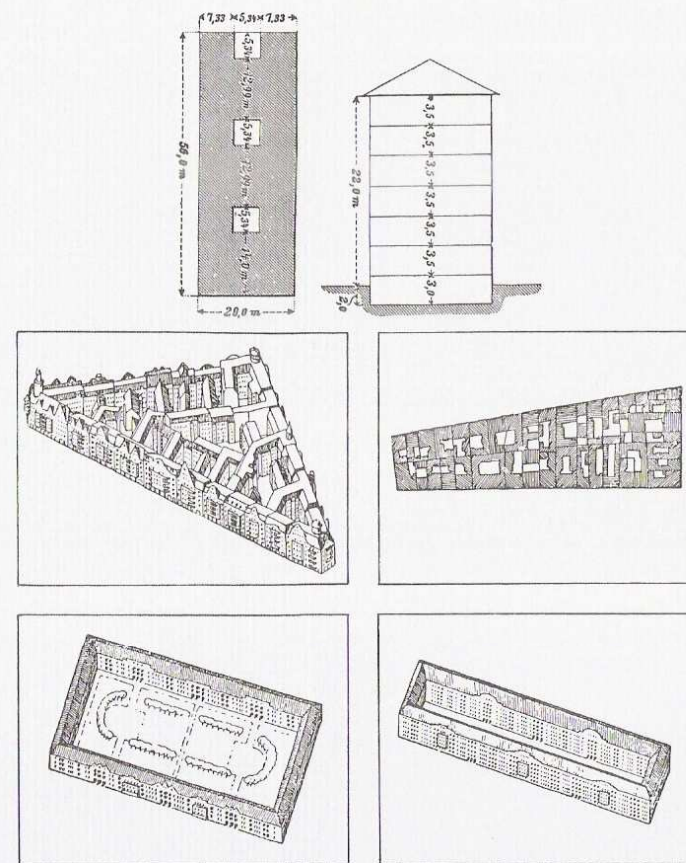 7,33 × 5,34 × 7.33
56,0 m
5,34 × 12,99 m × 5,34 × 12,99 m × 5,34 × 14,0 m
20,0 m
22,0 m
3,5 × 3,5 × 3,5 × 3,5 × 3,5 × 3,5 × 3,0
2,0